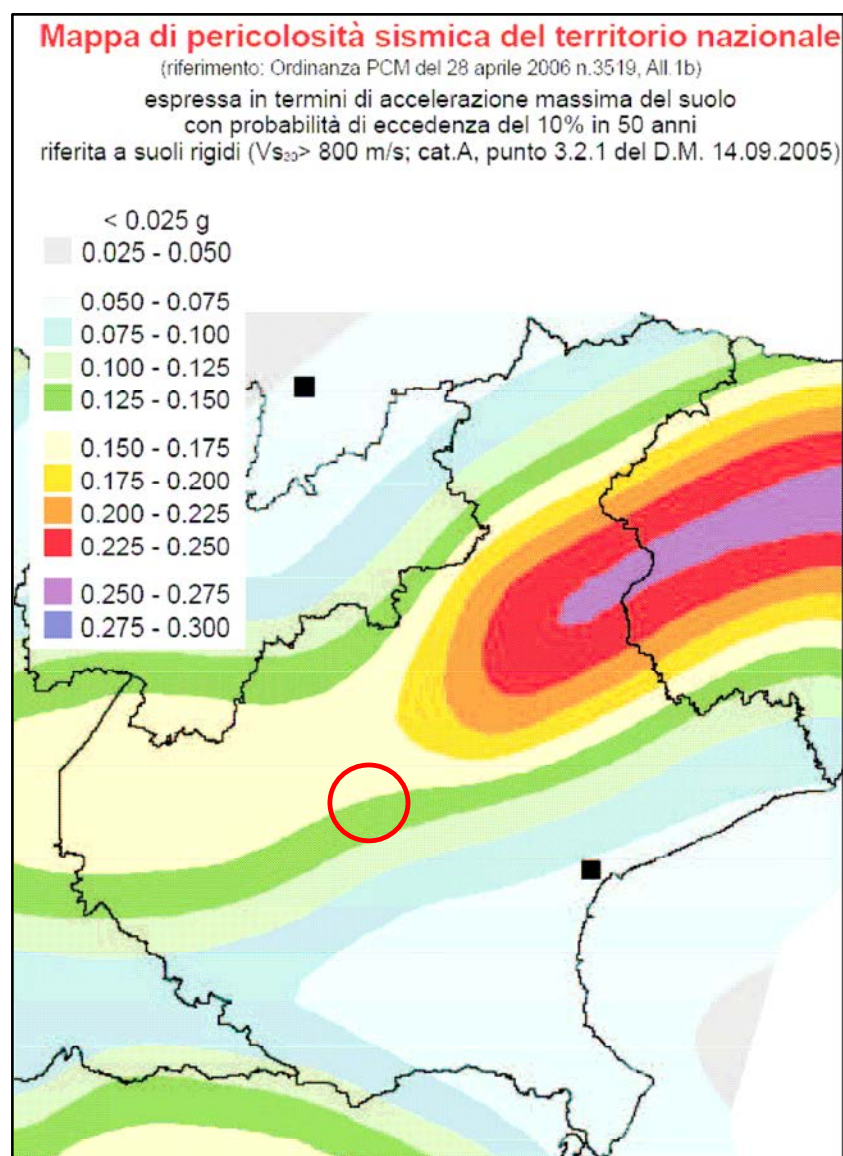 Mappa di pericolosità sismica del territorio nazionale
(riferimento: Ordinanza PCM del 28 aprile 2006 n.3519, All.1b)
espressa in termini di accelerazione massima del suolo
con probabilità di eccedenza del 10% in 50 anni
riferita a suoli rigidi (Vs₃₀> 800 m/s; cat.A, punto 3.2.1 del D.M. 14.09.2005)
< 0.025 g
0.025 - 0.050
0.050 - 0.075
0.075 - 0.100
0.100 - 0.125
0.125 - 0.150
0.150 - 0.175
0.175 - 0.200
0.200 - 0.225
0.225 - 0.250
0.250 - 0.275
0.275 - 0.300